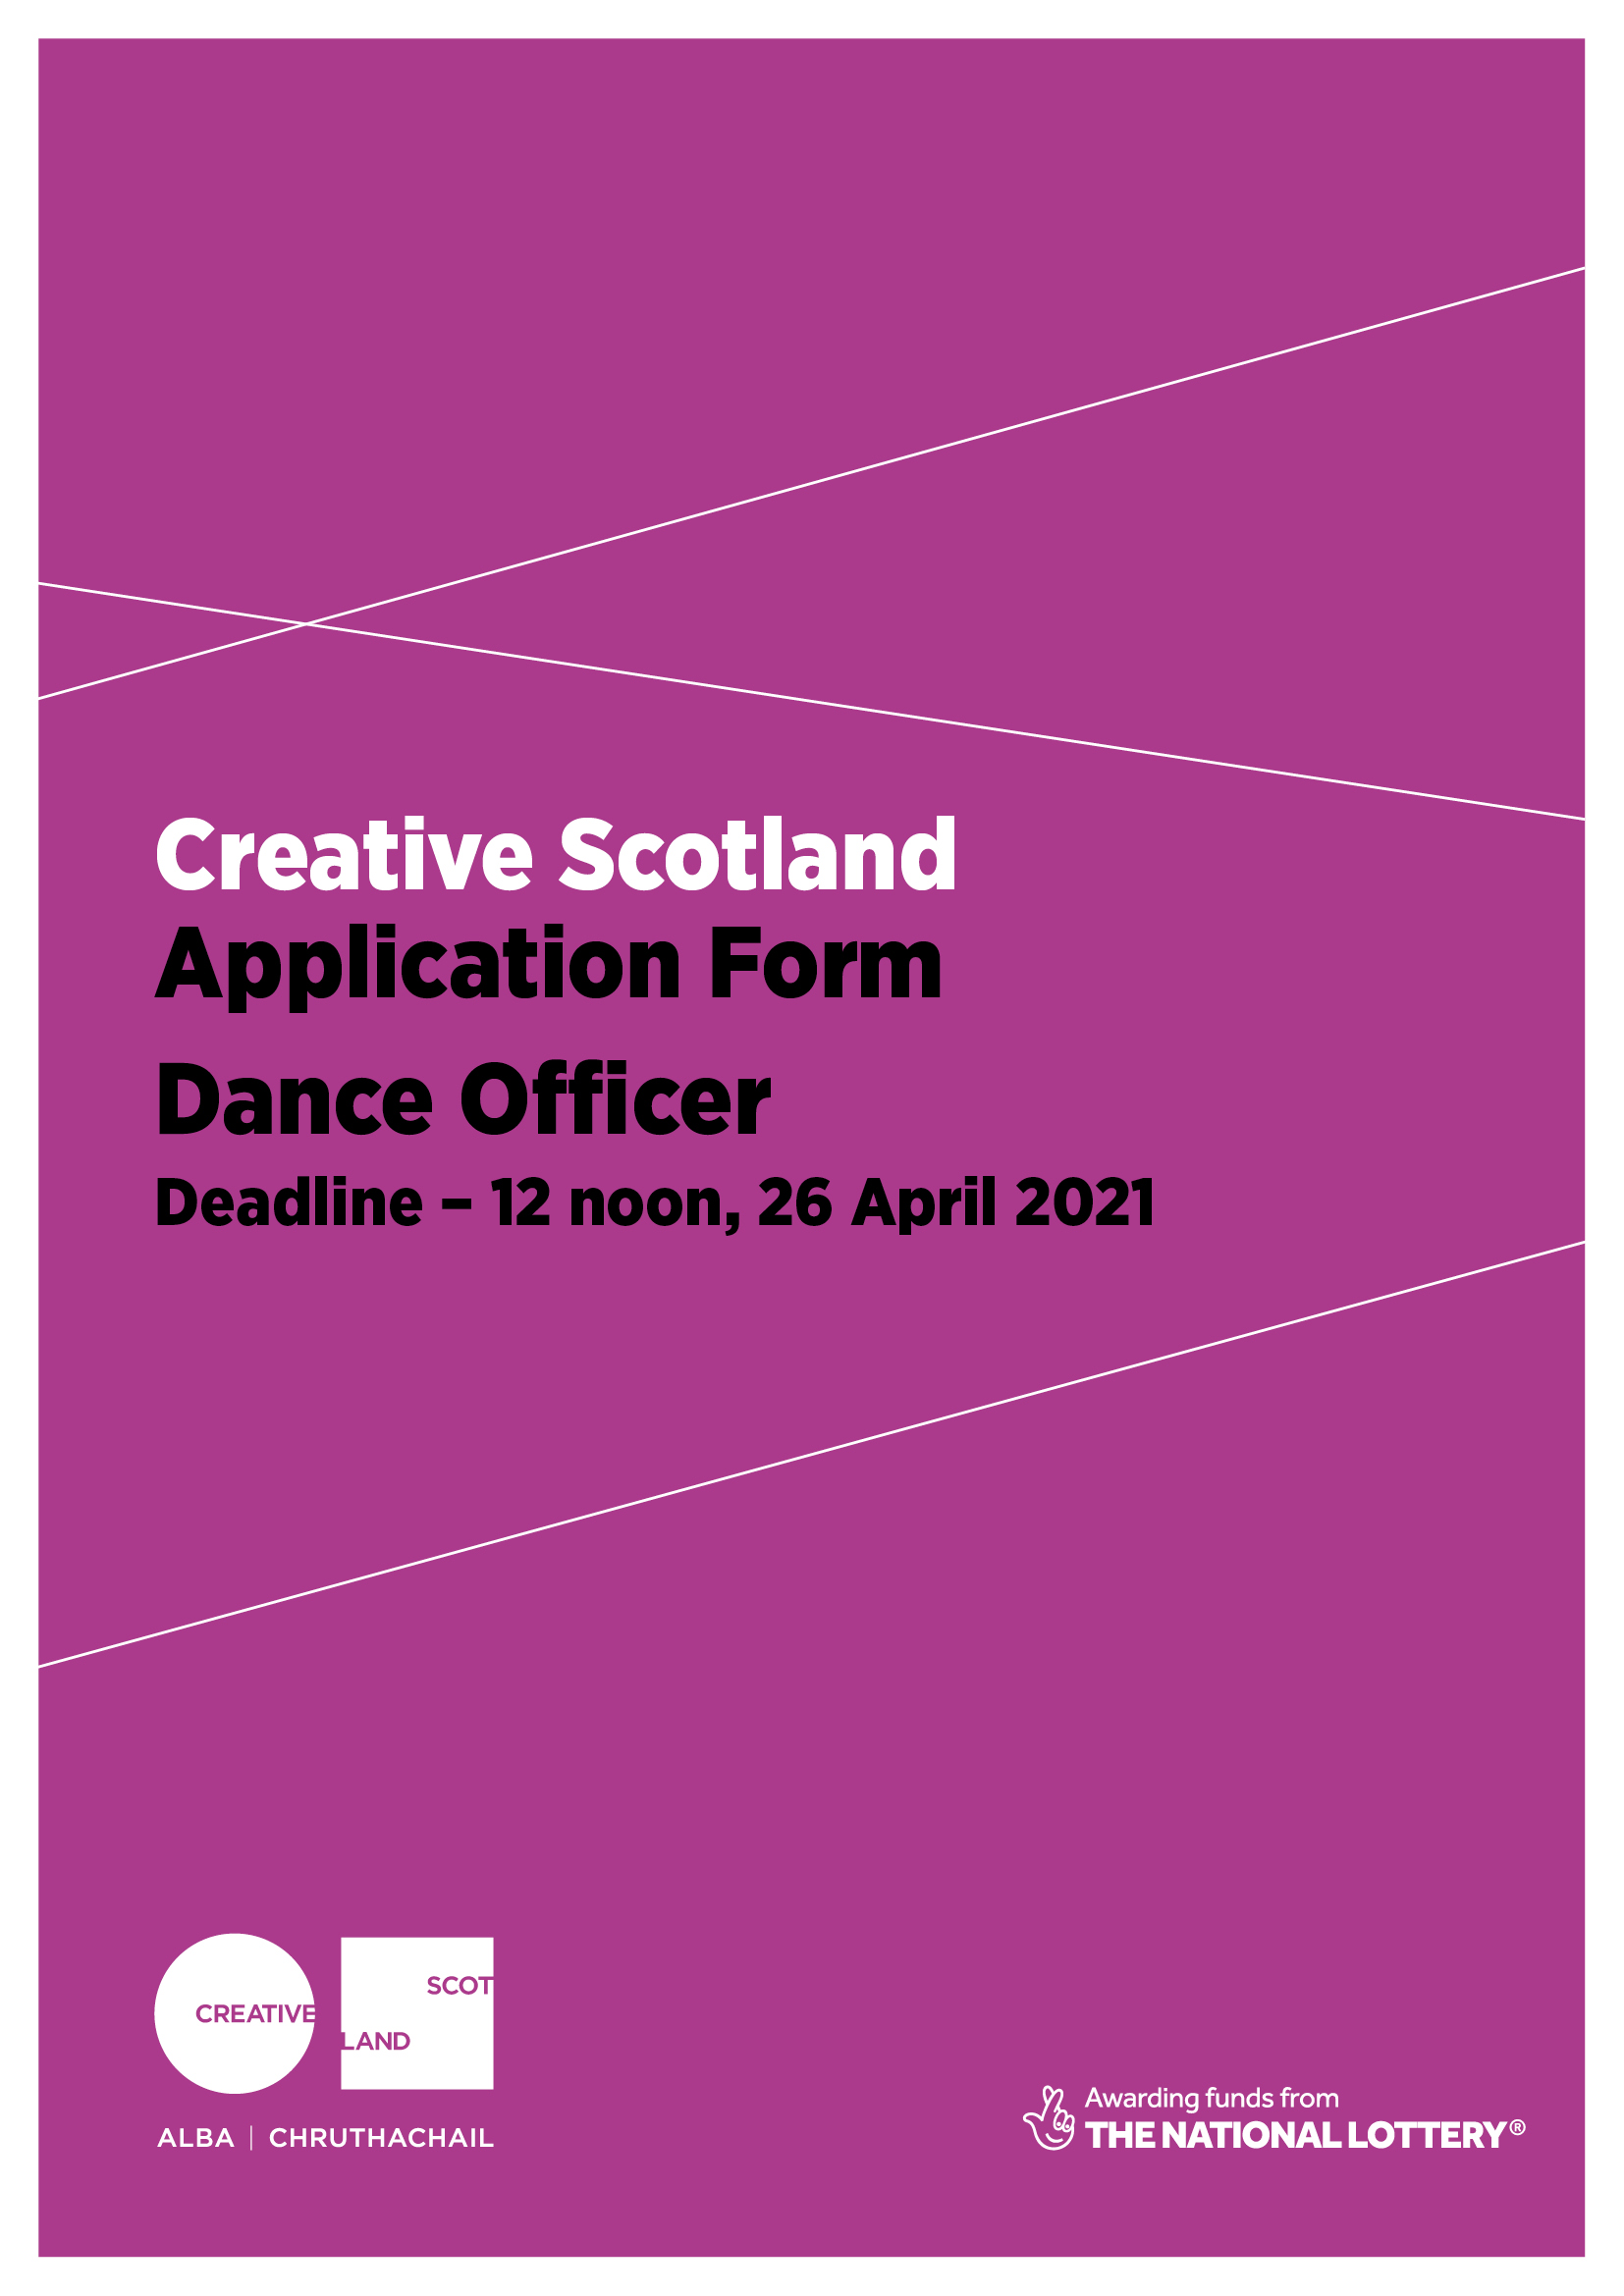 Creative Scotland
Application Form
Dance Officer
Deadline – 12 noon, 26 April 2021
CREATIVE
SCOT
LAND
ALBA | CHRUTHACHAIL
Awarding funds from
THE NATIONAL LOTTERY®